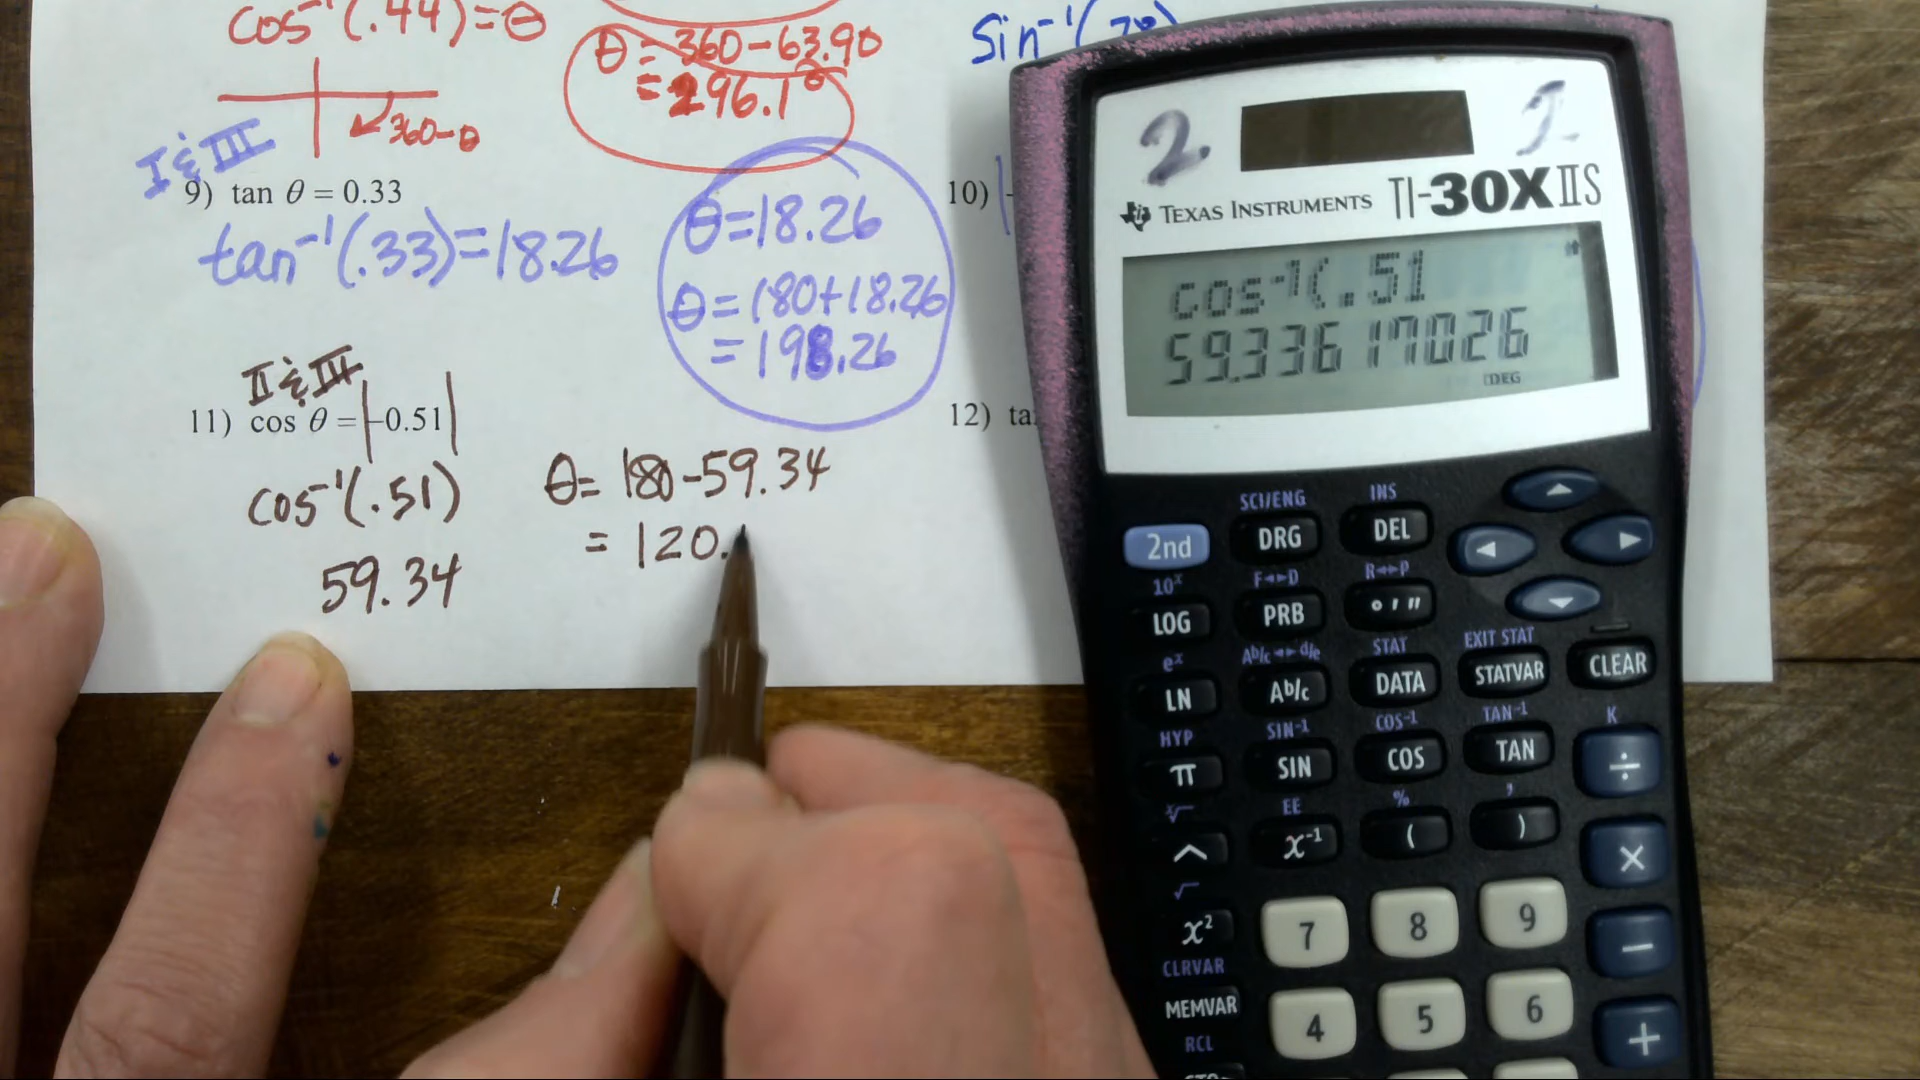 cos⁻¹(.44)=θ
θ = 360-63.90
= 296.1°
360-θ
I & III
9) tan θ = 0.33
tan⁻¹(.33)=18.26
θ=18.26
θ=180+18.26
=198.26
II & III
11) cos θ = |-0.51|
cos⁻¹(.51)
59.34
θ= 180-59.34
= 120.
sin⁻¹(
10)
12) ta
2.
TEXAS INSTRUMENTS TI-30X IIS
cos⁻¹(.51
59.33617026
DEG
SCI/ENG INS
2nd DRG DEL
10ˣ F◄►D R◄►P
LOG PRB ° ' "
eˣ Ab/c◄►d/e STAT EXIT STAT
LN Ab/c DATA STATVAR CLEAR
HYP SIN⁻¹ COS⁻¹ TAN⁻¹ K
π SIN COS TAN ÷
ˣ√ EE % ,
^ x⁻¹ ( ) ×
√
x² 7 8 9 −
CLRVAR
MEMVAR 4 5 6 +
RCL